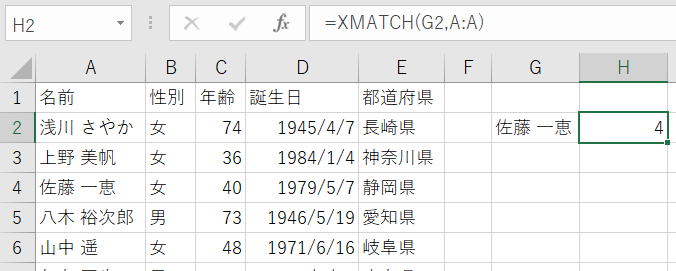 H2 fx =XMATCH(G2,A:A)
A B C D E F G H
1 名前 性別 年齢 誕生日 都道府県
2 浅川 さやか 女 74 1945/4/7 長崎県 佐藤 一恵 4
3 上野 美帆 女 36 1984/1/4 神奈川県
4 佐藤 一恵 女 40 1979/5/7 静岡県
5 八木 裕次郎 男 73 1946/5/19 愛知県
6 山中 遥 女 48 1971/6/16 岐阜県